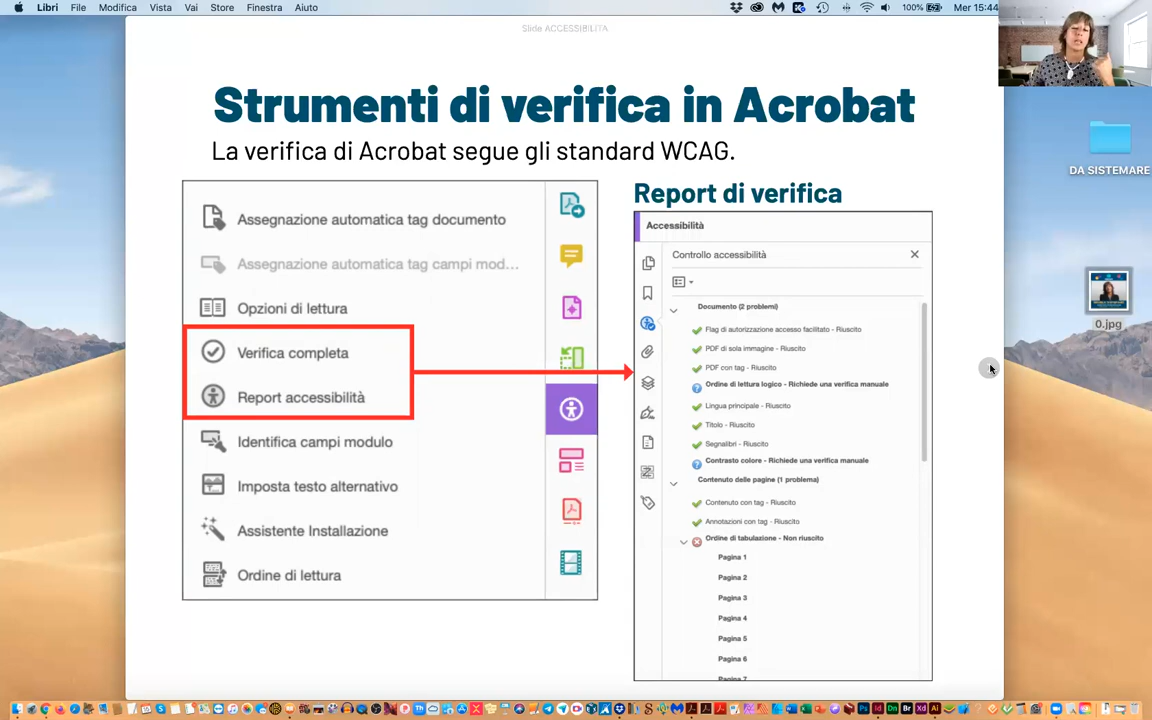 Libri File Modifica Vista Vai Store Finestra Aiuto 100% Mer 15:44
Slide ACCESSIBILITÀ
Strumenti di verifica in Acrobat
La verifica di Acrobat segue gli standard WCAG.
Assegnazione automatica tag documento
Assegnazione automatica tag campi mod...
Opzioni di lettura
Verifica completa
Report accessibilità
Identifica campi modulo
Imposta testo alternativo
Assistente Installazione
Ordine di lettura
Report di verifica
Accessibilità
Controllo accessibilità
Documento (2 problemi)
Flag di autorizzazione accesso facilitato - Riuscito
PDF di sola immagine - Riuscito
PDF con tag - Riuscito
Ordine di lettura logico - Richiede una verifica manuale
Lingua principale - Riuscito
Titolo - Riuscito
Segnalibri - Riuscito
Contrasto colore - Richiede una verifica manuale
Contenuto delle pagine (1 problema)
Contenuto con tag - Riuscito
Annotazioni con tag - Riuscito
Ordine di tabulazione - Non riuscito
Pagina 1
Pagina 2
Pagina 3
Pagina 4
Pagina 5
Pagina 6
Pagina 7
DA SISTEMARE
0.jpg